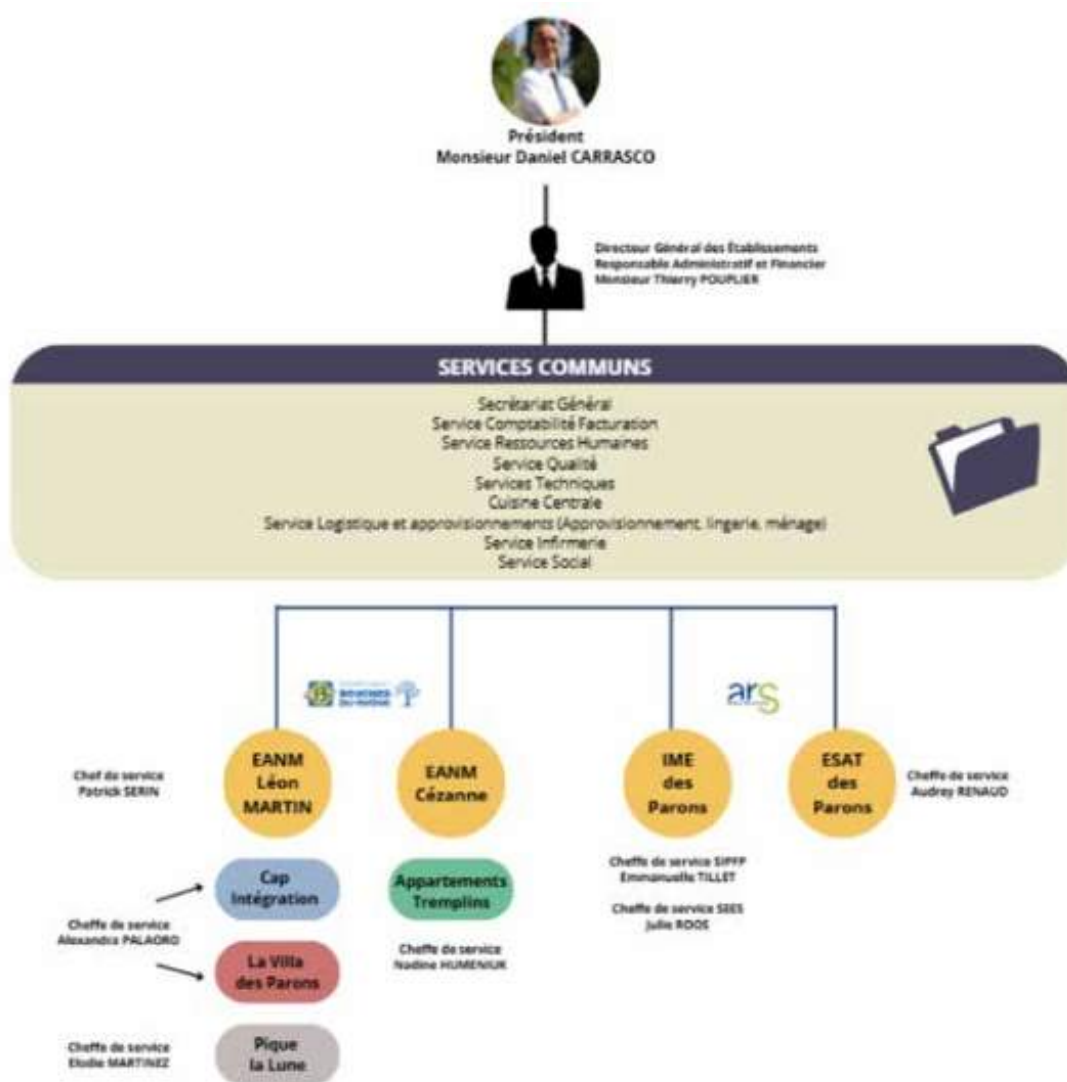 Président
Monsieur Daniel CARRASCO
Directeur Général des Établissements
Responsable Administratif et Financier
Monsieur Thierry POUPLIER
SERVICES COMMUNS
Secrétariat Général
Service Comptabilité Facturation
Service Ressources Humaines
Service Qualité
Services Techniques
Cuisine Centrale
Service Logistique et approvisionnements (Approvisionnement, lingerie, ménage)
Service Infirmerie
Service Social
BOUCHES
DU-RHÔNE
ars
EANM
Léon
MARTIN
EANM
Cézanne
IME
des
Parons
ESAT
des
Parons
Chef de service
Patrick SERIN
Cheffe de service
Audrey RENAUD
Cap
Intégration
Appartements
Tremplins
Cheffe de service SIPFP
Emmanuelle TILLET
Cheffe de service SEES
Julie ROOS
Cheffe de service
Alexandra PALAORO
Cheffe de service
Nadine HUMENIUK
La Villa
des Parons
Cheffe de service
Elodie MARTINEZ
Pique
la Lune